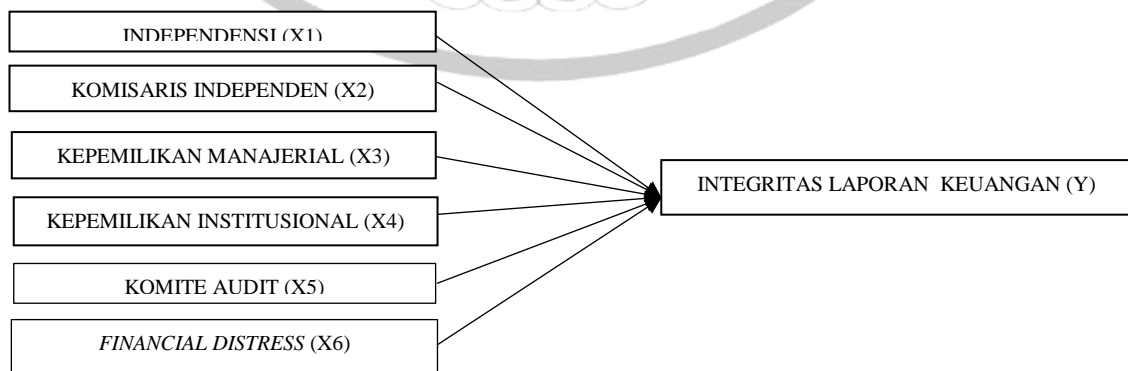 INDEPENDENSI (X1)
KOMISARIS INDEPENDEN (X2)
KEPEMILIKAN MANAJERIAL (X3)
KEPEMILIKAN INSTITUSIONAL (X4)
KOMITE AUDIT (X5)
FINANCIAL DISTRESS (X6)
INTEGRITAS LAPORAN KEUANGAN (Y)